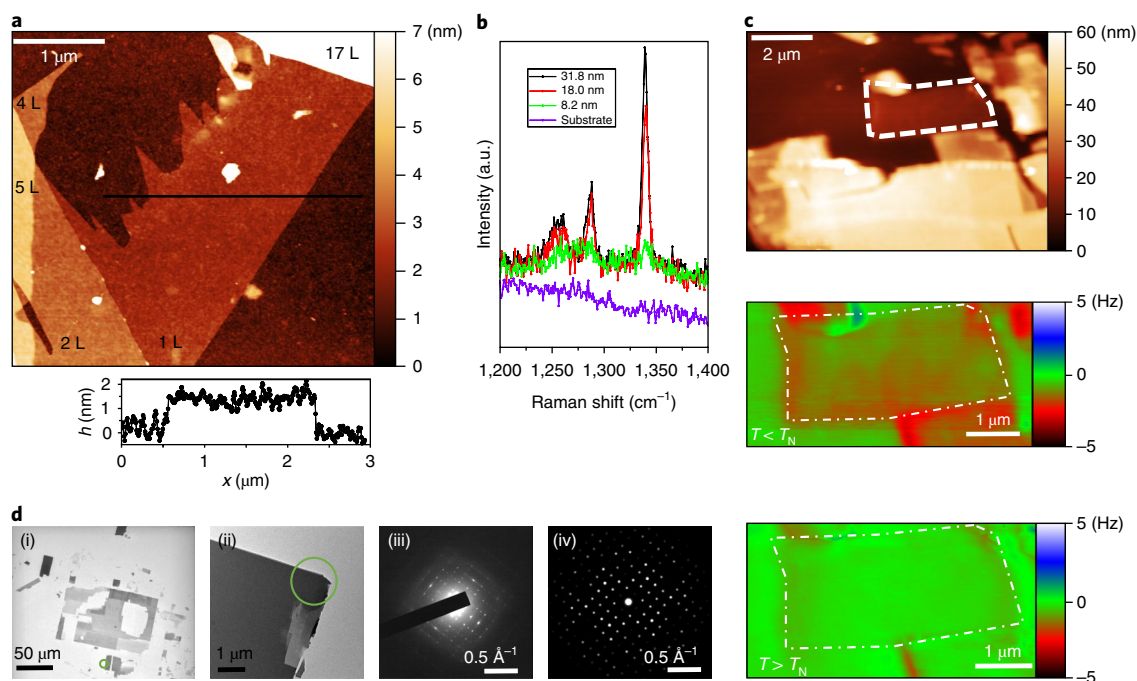 a
1 μm
17 L
4 L
5 L
2 L
1 L
7 (nm)
6
5
4
3
2
1
0
h (nm)
2
1
0
0
1
2
3
x (μm)
b
Intensity (a.u.)
31.8 nm
18.0 nm
8.2 nm
Substrate
1,200
1,250
1,300
1,350
1,400
Raman shift (cm⁻¹)
c
2 μm
60 (nm)
50
40
30
20
10
0
5 (Hz)
0
–5
T < TN
1 μm
5 (Hz)
0
–5
T > TN
1 μm
d
(i)
50 μm
(ii)
1 μm
(iii)
0.5 Å⁻¹
(iv)
0.5 Å⁻¹